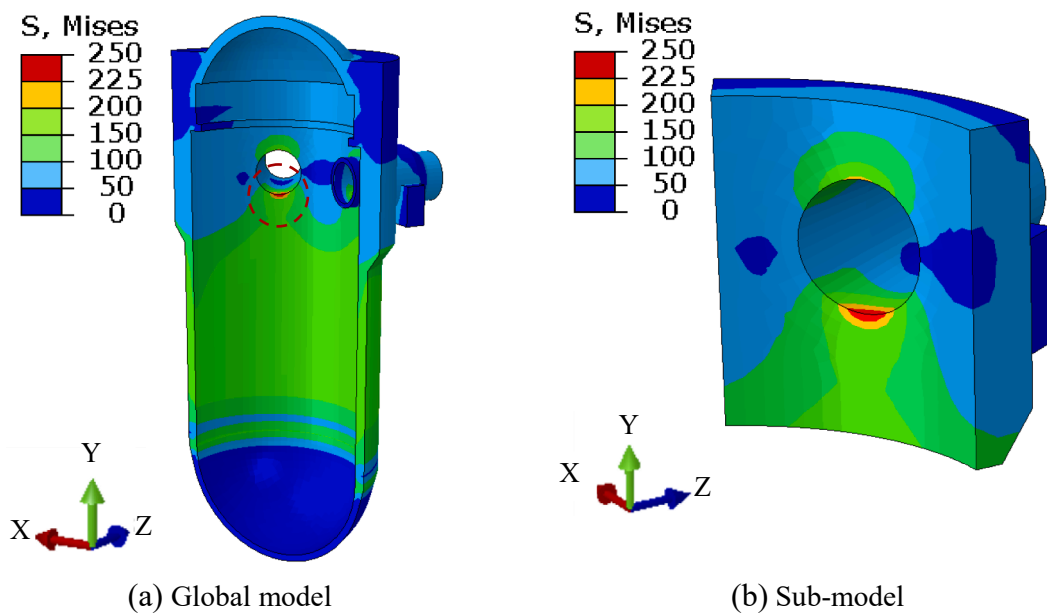 S, Mises
250
225
200
150
100
50
0
Y
X
Z
(a) Global model
S, Mises
250
225
200
150
100
50
0
Y
X
Z
(b) Sub-model